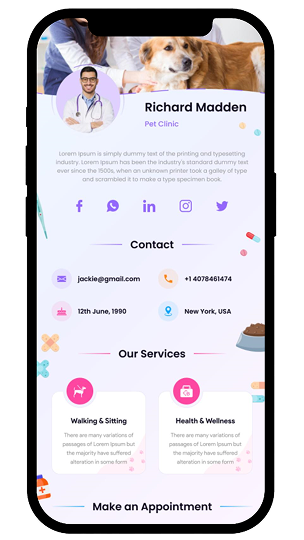 Richard Madden
Pet Clinic
Lorem Ipsum is simply dummy text of the printing and typesetting
industry. Lorem Ipsum has been the industry's standard dummy text
ever since the 1500s, when an unknown printer took a galley of type
and scrambled it to make a type specimen book.
Contact
jackie@gmail.com
+1 4078461474
12th June, 1990
New York, USA
Our Services
Walking & Sitting
There are many variations of
passages of Lorem Ipsum but
the majority have suffered
alteration in some form
Health & Wellness
There are many variations of
passages of Lorem Ipsum but
the majority have suffered
alteration in some form
Make an Appointment